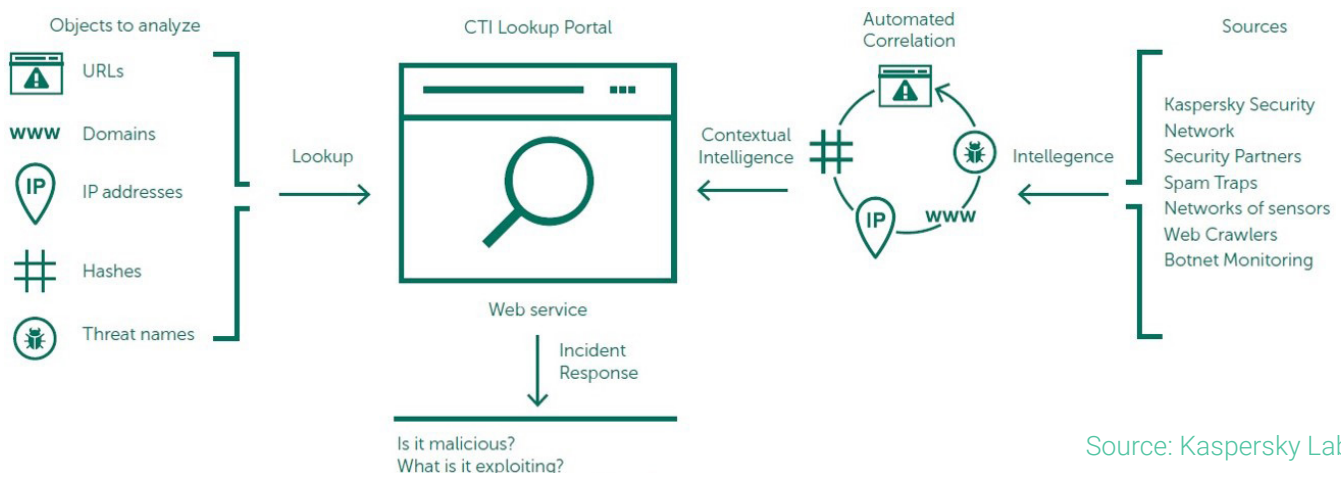 Objects to analyze
URLs
www
Domains
IP
IP addresses
Hashes
Threat names
Lookup
CTI Lookup Portal
Web service
Incident
Response
Is it malicious?
What is it exploiting?
Contextual
Intelligence
Automated
Correlation
IP
www
Intellegence
Sources
Kaspersky Security
Network
Security Partners
Spam Traps
Networks of sensors
Web Crawlers
Botnet Monitoring
Source: Kaspersky Lab